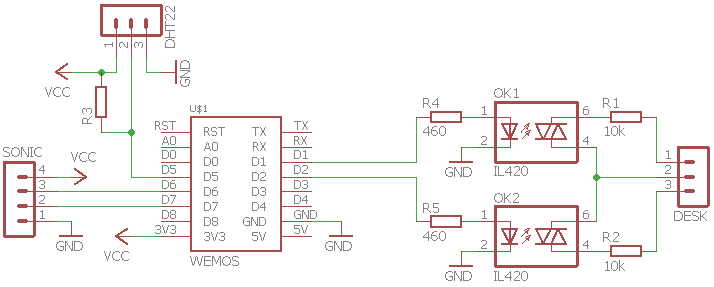 DHT22
1 2 3
VCC
GND
R3
U$1
RST RST TX TX
A0 A0 RX RX
D0 D0 D1 D1
D5 D5 D2 D2
D6 D6 D3 D3
D7 D7 D4 D4
D8 D8 GND GND
3V3 3V3 5V 5V
WEMOS
SONIC
4
3
2
1
VCC
GND
VCC
GND
R4
460
OK1
1
2
6
4
IL420
GND
R1
10k
R5
460
OK2
1
2
6
4
IL420
GND
R2
10k
1
2
3
DESK